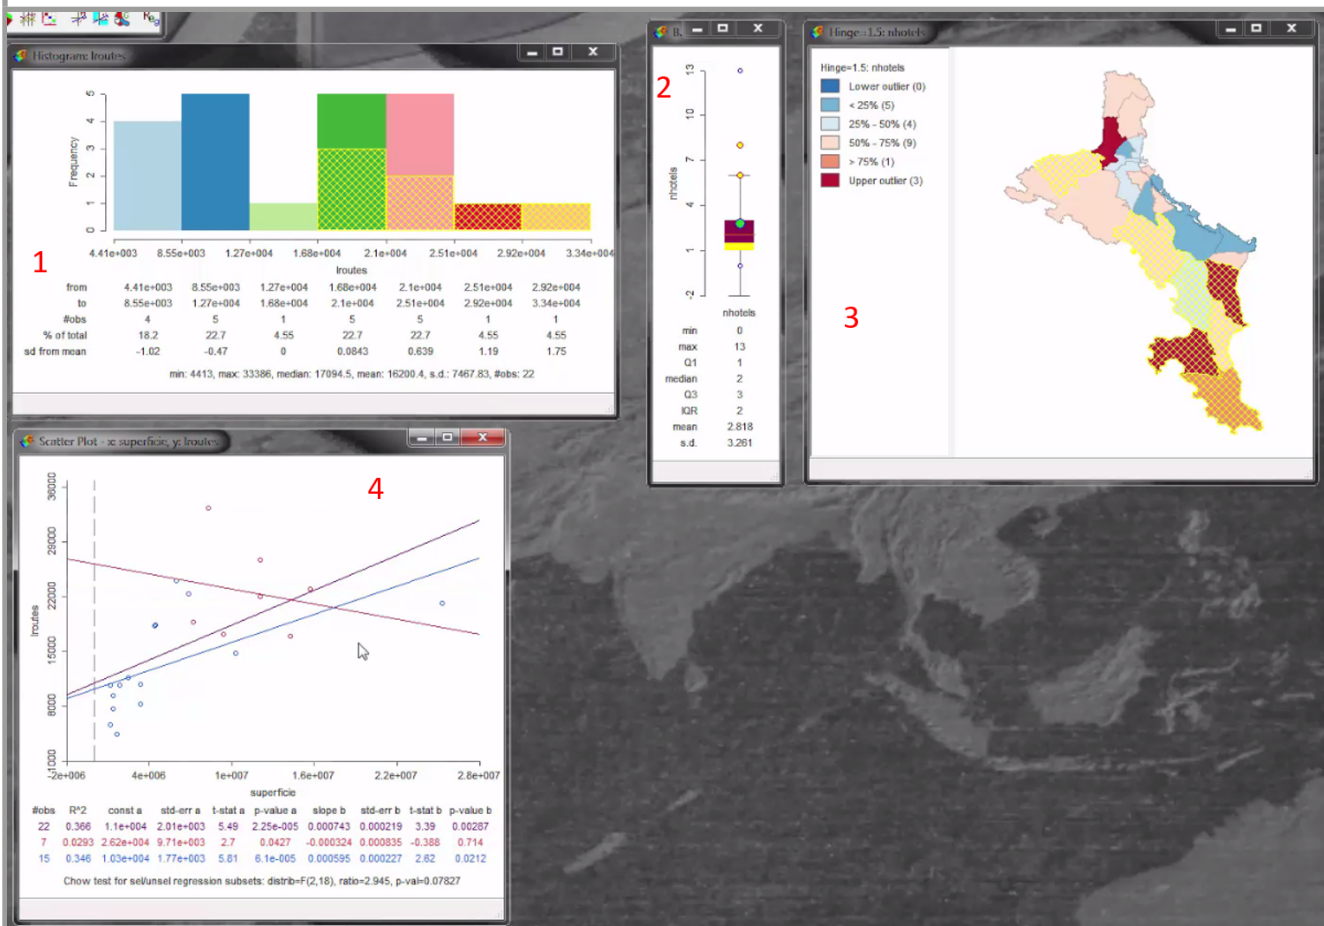 Reg
Histogram: lroutes
Frequency
5
4
3
2
1
0
4.41e+003 8.55e+003 1.27e+004 1.68e+004 2.1e+004 2.51e+004 2.92e+004 3.34e+004
lroutes
1
from 4.41e+003 8.55e+003 1.27e+004 1.68e+004 2.1e+004 2.51e+004 2.92e+004
to 8.55e+003 1.27e+004 1.68e+004 2.1e+004 2.51e+004 2.92e+004 3.34e+004
#obs 4 5 1 5 5 1 1
% of total 18.2 22.7 4.55 22.7 22.7 4.55 4.55
sd from mean -1.02 -0.47 0 0.0843 0.639 1.19 1.75
min: 4413, max: 33386, median: 17094.5, mean: 16200.4, s.d.: 7467.83, #obs: 22
B.
2
nhotels
13
10
7
4
1
-2
nhotels
min 0
max 13
Q1 1
median 2
Q3 3
IQR 2
mean 2.818
s.d. 3.261
Hinge=1.5: nhotels
Hinge=1.5: nhotels
Lower outlier (0)
< 25% (5)
25% - 50% (4)
50% - 75% (9)
> 75% (1)
Upper outlier (3)
3
Scatter Plot - x: superficie, y: lroutes
4
lroutes
36000
29000
22000
15000
8000
1000
-2e+006 4e+006 1e+007 1.6e+007 2.2e+007 2.8e+007
superficie
#obs R^2 const a std-err a t-stat a p-value a slope b std-err b t-stat b p-value b
22 0.366 1.1e+004 2.01e+003 5.49 2.25e-005 0.000743 0.000219 3.39 0.00287
7 0.0293 2.62e+004 9.71e+003 2.7 0.0427 -0.000324 0.000835 -0.388 0.714
15 0.346 1.03e+004 1.77e+003 5.81 6.1e-005 0.000595 0.000227 2.62 0.0212
Chow test for sel/unsel regression subsets: distrib=F(2,18), ratio=2.945, p-val=0.07827